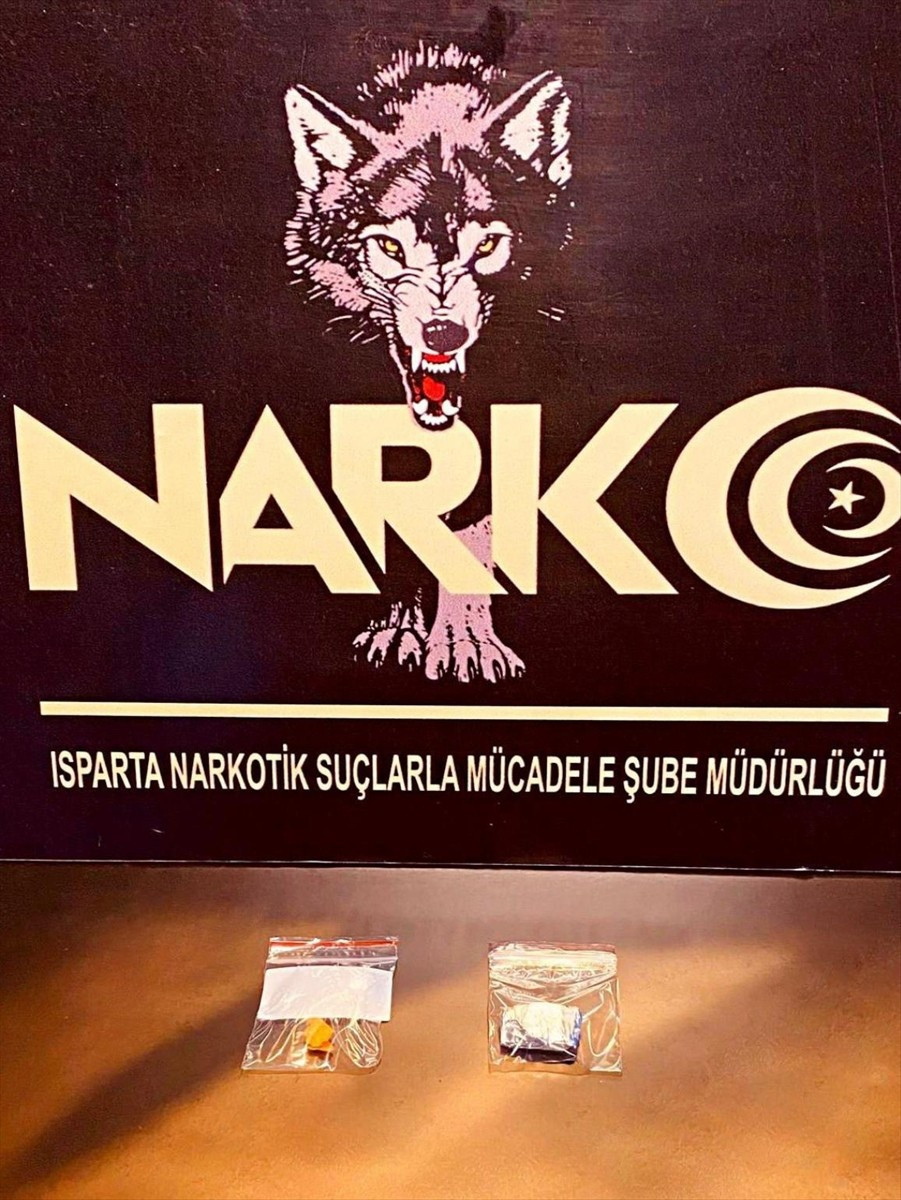 NARKO
ISPARTA NARKOTİK SUÇLARLA MÜCADELE ŞUBE MÜDÜRLÜĞÜ